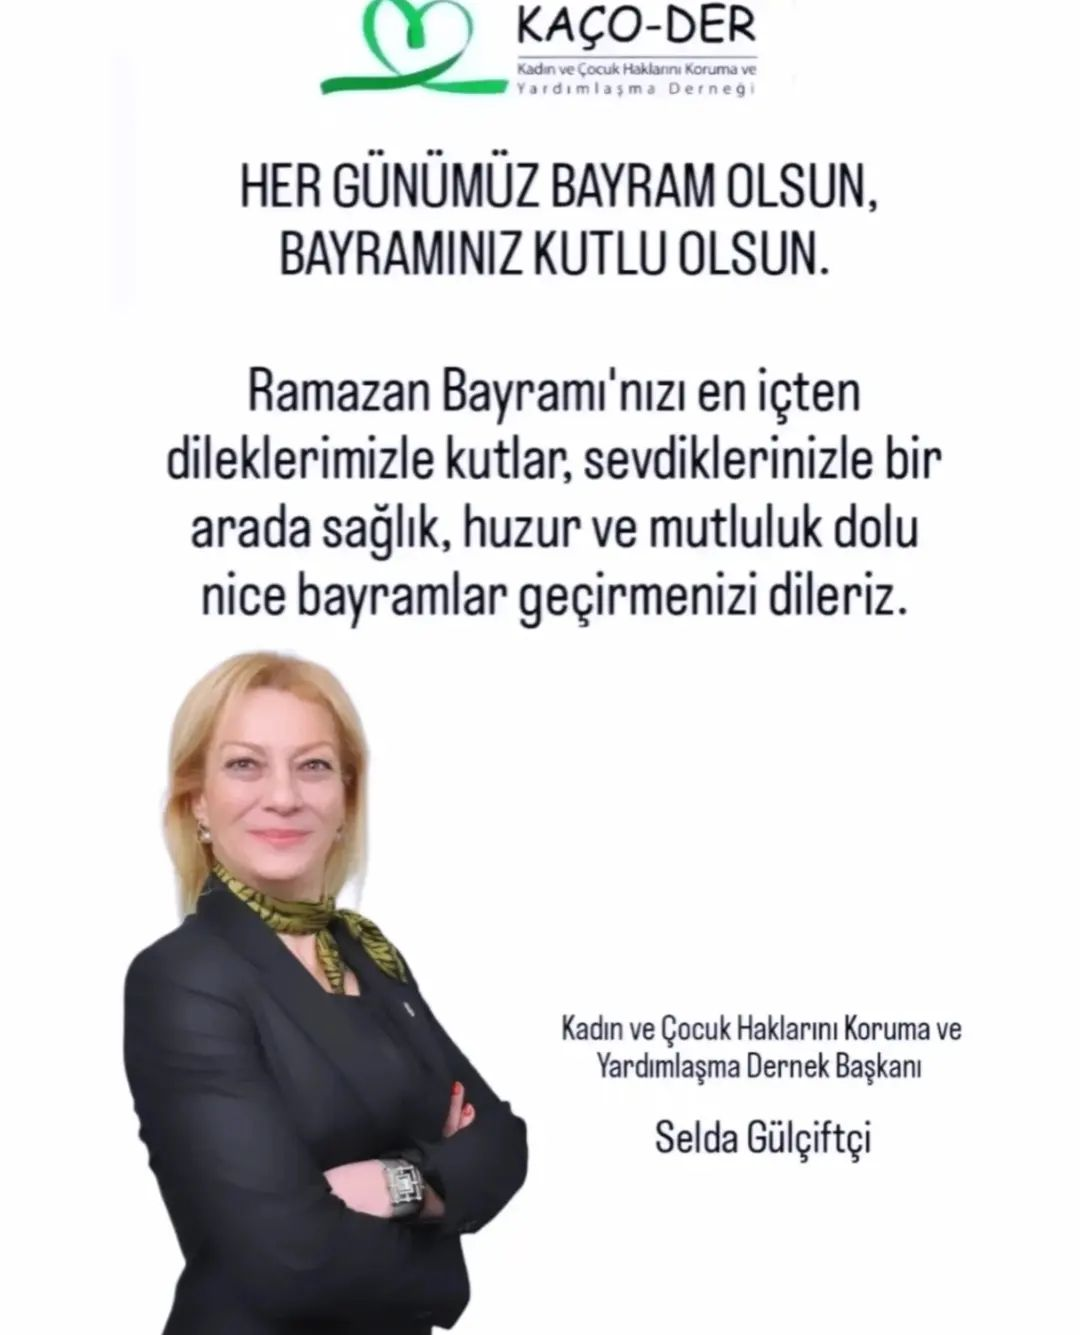 KAÇO-DER
Kadın ve Çocuk Haklarını Koruma ve
Yardımlaşma Derneği
HER GÜNÜMÜZ BAYRAM OLSUN,
BAYRAMINIZ KUTLU OLSUN.
Ramazan Bayramı'nızı en içten
dileklerimizle kutlar, sevdiklerinizle bir
arada sağlık, huzur ve mutluluk dolu
nice bayramlar geçirmenizi dileriz.
Kadın ve Çocuk Haklarını Koruma ve
Yardımlaşma Dernek Başkanı
Selda Gülçiftçi